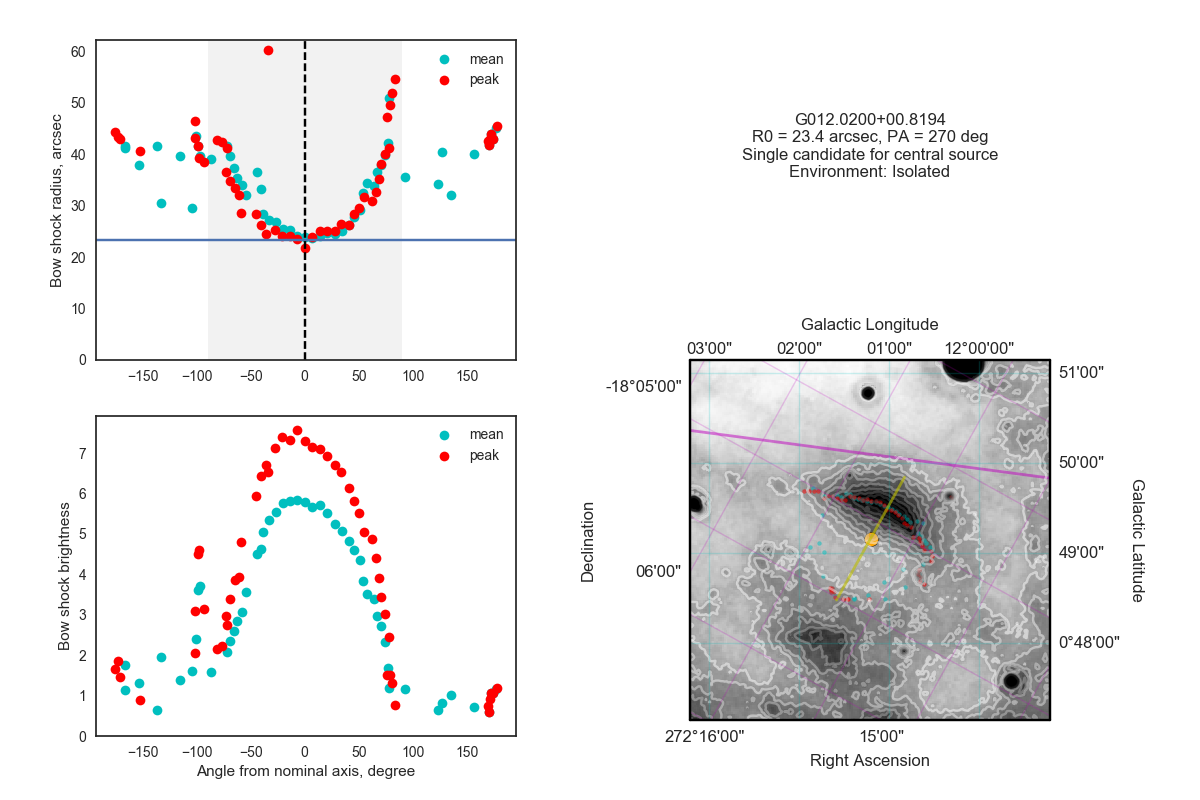 60
50
40
30
20
10
0
Bow shock radius, arcsec
mean
peak
−150
−100
−50
0
50
100
150
7
6
5
4
3
2
1
0
Bow shock brightness
mean
peak
−150
−100
−50
0
50
100
150
Angle from nominal axis, degree
G012.0200+00.8194
R0 = 23.4 arcsec, PA = 270 deg
Single candidate for central source
Environment: Isolated
Galactic Longitude
03'00"
02'00"
01'00"
12°00'00"
-18°05'00"
06'00"
Declination
51'00"
50'00"
49'00"
0°48'00"
Galactic Latitude
272°16'00"
15'00"
Right Ascension